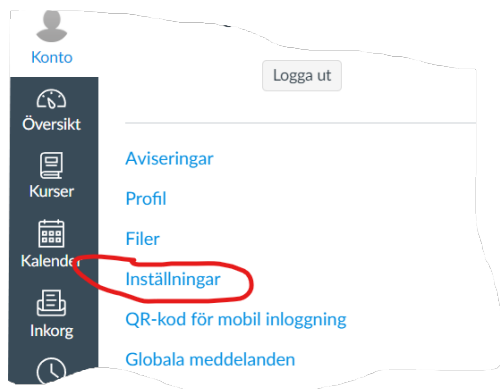 Konto
Logga ut
Översikt
Aviseringar
Kurser
Profil
Filer
Kalender
Inställningar
Inkorg
QR-kod för mobil inloggning
Globala meddelanden